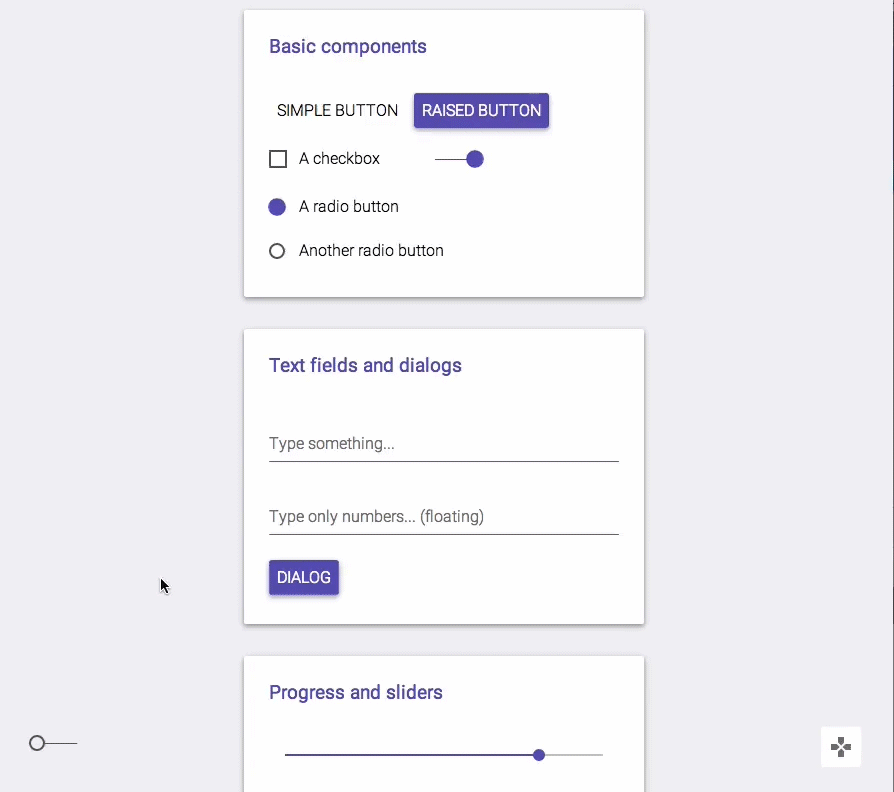 Basic components
SIMPLE BUTTON RAISED BUTTON
A checkbox
A radio button
Another radio button
Text fields and dialogs
Type something...
Type only numbers... (floating)
DIALOG
Progress and sliders